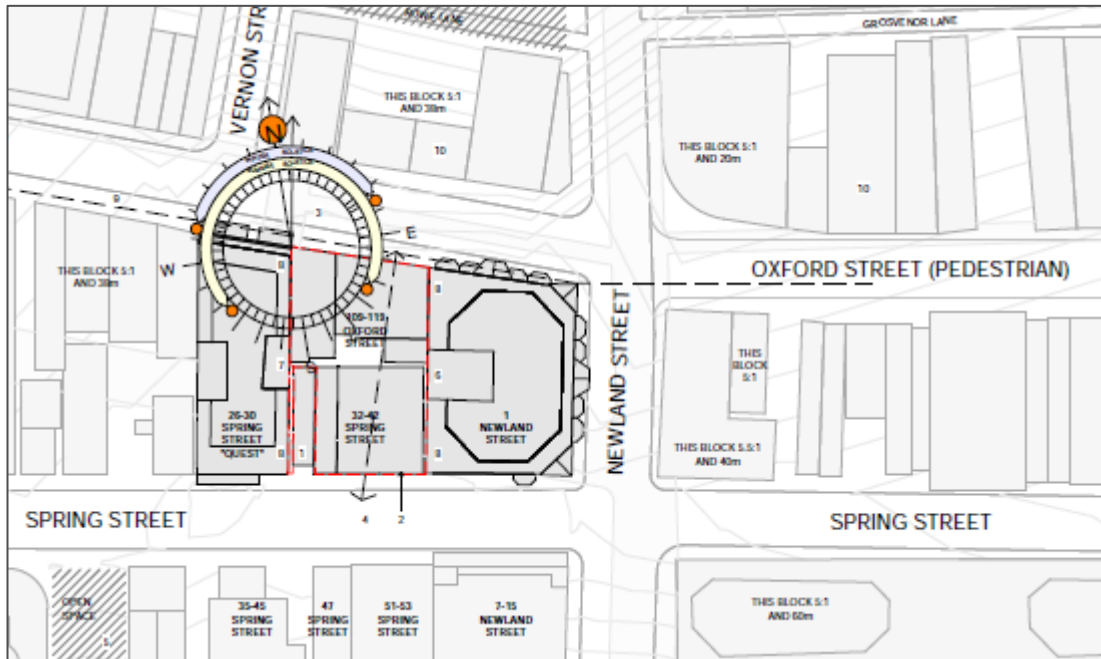 GROSVENOR LANE
VERNON STR
THIS BLOCK 5:1
AND 38m
10
THIS BLOCK 5:1
AND 20m
10
N
E
W
9
3
THIS BLOCK 5:1
AND 38m
OXFORD STREET (PEDESTRIAN)
8
8
109-119
OXFORD
STREET
NEWLAND STREET
7
6
THIS
BLOCK
5:1
26-30
SPRING
STREET
"QUEST"
32-42
SPRING
STREET
1
NEWLAND
STREET
8
1
8
THIS BLOCK 5.5:1
AND 40m
SPRING STREET
4
2
SPRING STREET
OPEN
SPACE
5
35-45
SPRING
STREET
47
SPRING
STREET
51-53
SPRING
STREET
7-15
NEWLAND
STREET
THIS BLOCK 5:1
AND 60m